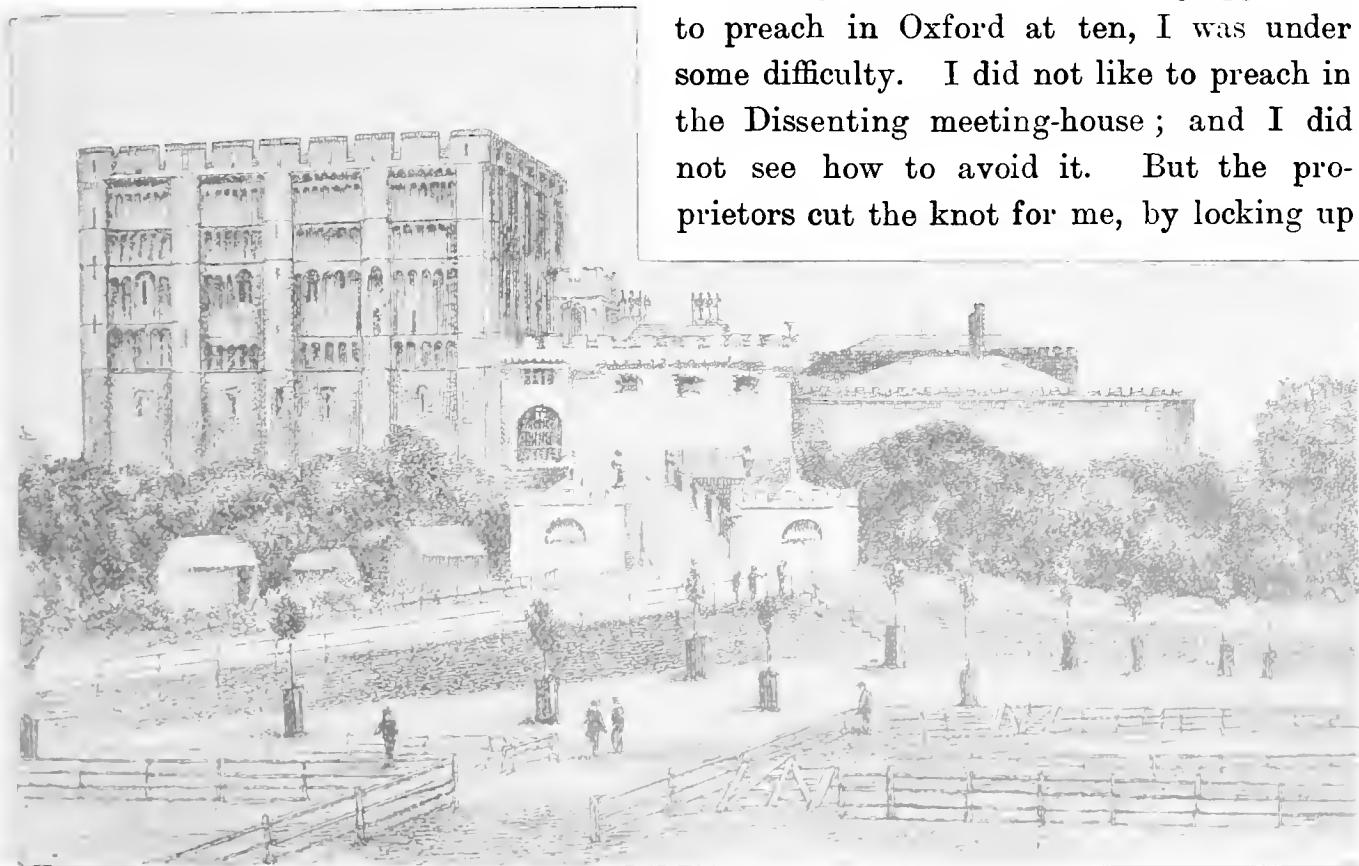 to preach in Oxford at ten, I was under
some difficulty. I did not like to preach in
the Dissenting meeting-house ; and I did
not see how to avoid it. But the pro-
prietors cut the knot for me, by locking up